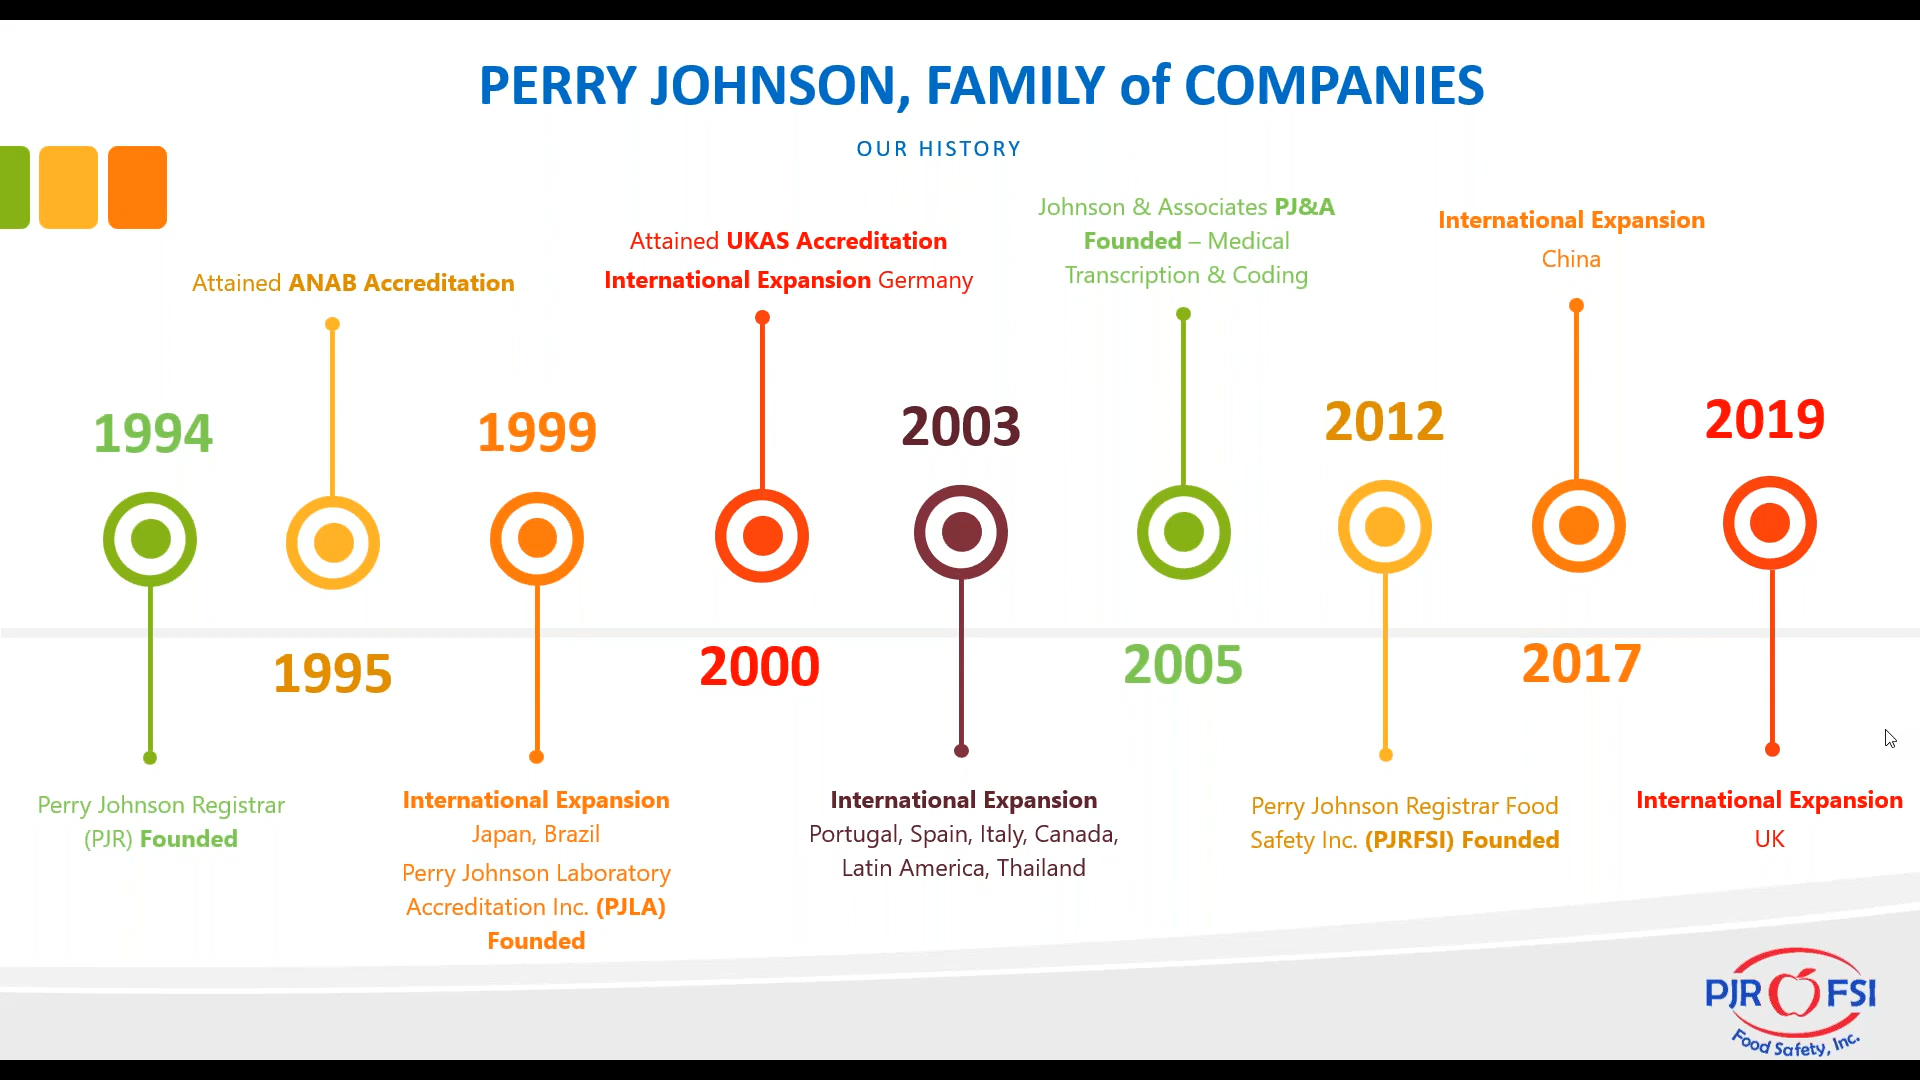 PERRY JOHNSON, FAMILY of COMPANIES
OUR HISTORY
Attained ANAB Accreditation
Attained UKAS Accreditation
International Expansion Germany
Johnson & Associates PJ&A
Founded – Medical
Transcription & Coding
International Expansion
China
1994
1999
2003
2012
2019
1995
2000
2005
2017
Perry Johnson Registrar
(PJR) Founded
International Expansion
Japan, Brazil
Perry Johnson Laboratory
Accreditation Inc. (PJLA)
Founded
International Expansion
Portugal, Spain, Italy, Canada,
Latin America, Thailand
Perry Johnson Registrar Food
Safety Inc. (PJRFSI) Founded
International Expansion
UK
PJR FSI
Food Safety, Inc.